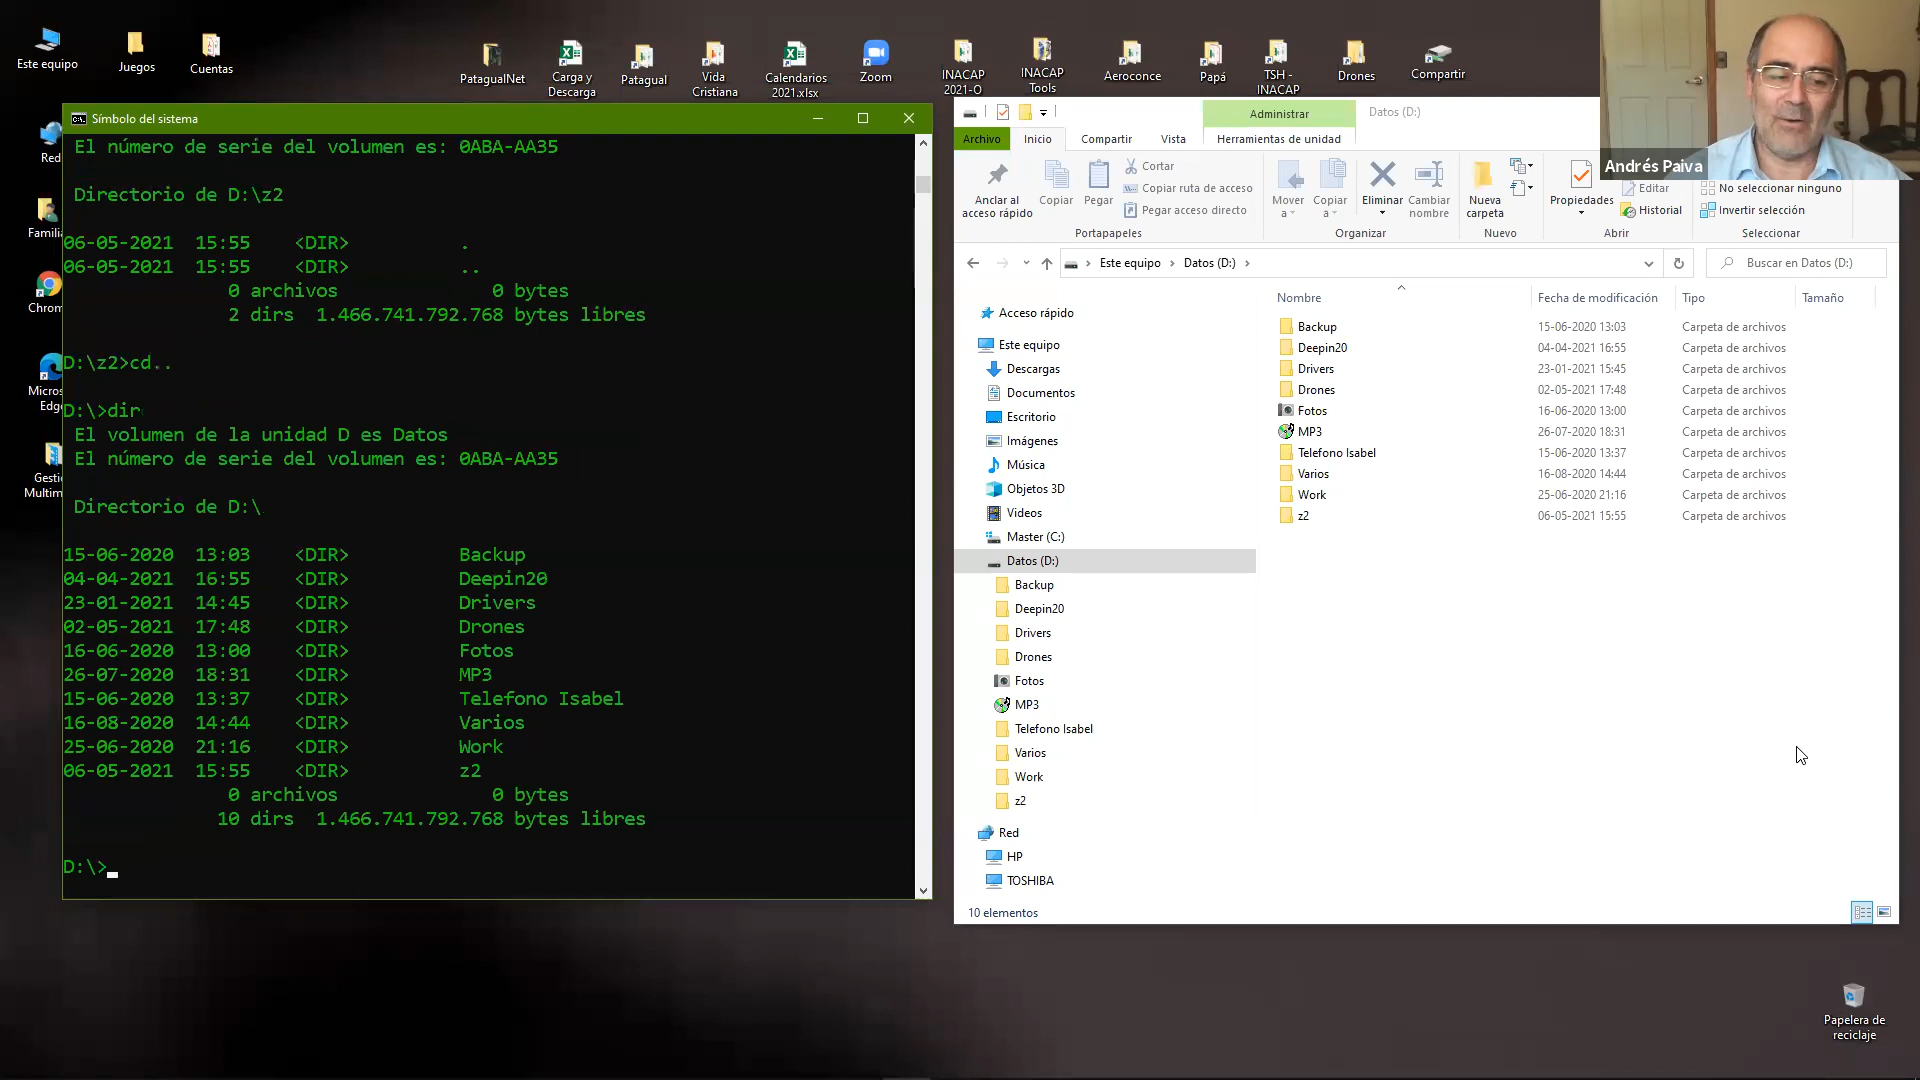 Este equipo
Juegos
Cuentas
PatagualNet
Carga y
Descarga
Patagual
Vida
Cristiana
Calendarios
2021.xlsx
Zoom
INACAP
2021-O
INACAP
Tools
Aeroconce
Papá
TSH -
INACAP
Drones
Compartir
Red
Familia
Chrom
Micros
Edg
Gesti
Multim
Papelera de
reciclaje
Andrés Paiva
Símbolo del sistema
El número de serie del volumen es: 0ABA-AA35
Directorio de D:\z2
06-05-2021 15:55 <DIR> .
06-05-2021 15:55 <DIR> ..
0 archivos 0 bytes
2 dirs 1.466.741.792.768 bytes libres
D:\z2>cd..
D:\>dir
El volumen de la unidad D es Datos
El número de serie del volumen es: 0ABA-AA35
Directorio de D:\
15-06-2020 13:03 <DIR> Backup
04-04-2021 16:55 <DIR> Deepin20
23-01-2021 14:45 <DIR> Drivers
02-05-2021 17:48 <DIR> Drones
16-06-2020 13:00 <DIR> Fotos
26-07-2020 18:31 <DIR> MP3
15-06-2020 13:37 <DIR> Telefono Isabel
16-08-2020 14:44 <DIR> Varios
25-06-2020 21:16 <DIR> Work
06-05-2021 15:55 <DIR> z2
0 archivos 0 bytes
10 dirs 1.466.741.792.768 bytes libres
D:\>
Administrar
Datos (D:)
Archivo
Inicio
Compartir
Vista
Herramientas de unidad
Anclar al
acceso rápido
Copiar
Pegar
Cortar
Copiar ruta de acceso
Pegar acceso directo
Portapapeles
Mover
a
Copiar
a
Eliminar
Cambiar
nombre
Organizar
Nueva
carpeta
Nuevo
Propiedades
Editar
Historial
Abrir
No seleccionar ninguno
Invertir selección
Seleccionar
Este equipo > Datos (D:) >
Buscar en Datos (D:)
Nombre Fecha de modificación Tipo Tamaño
Backup 15-06-2020 13:03 Carpeta de archivos
Deepin20 04-04-2021 16:55 Carpeta de archivos
Drivers 23-01-2021 15:45 Carpeta de archivos
Drones 02-05-2021 17:48 Carpeta de archivos
Fotos 16-06-2020 13:00 Carpeta de archivos
MP3 26-07-2020 18:31 Carpeta de archivos
Telefono Isabel 15-06-2020 13:37 Carpeta de archivos
Varios 16-08-2020 14:44 Carpeta de archivos
Work 25-06-2020 21:16 Carpeta de archivos
z2 06-05-2021 15:55 Carpeta de archivos
Acceso rápido
Este equipo
Descargas
Documentos
Escritorio
Imágenes
Música
Objetos 3D
Videos
Master (C:)
Datos (D:)
Backup
Deepin20
Drivers
Drones
Fotos
MP3
Telefono Isabel
Varios
Work
z2
Red
HP
TOSHIBA
10 elementos